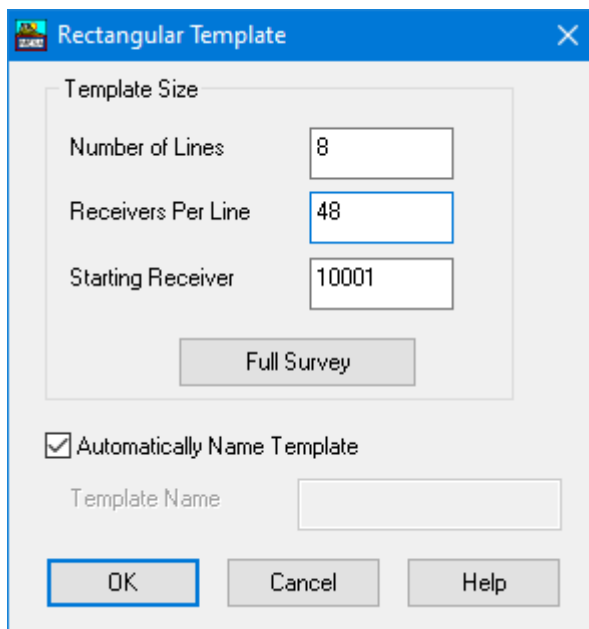 Rectangular Template
Template Size
Number of Lines 8
Receivers Per Line 48
Starting Receiver 10001
Full Survey
Automatically Name Template
Template Name
OK Cancel Help